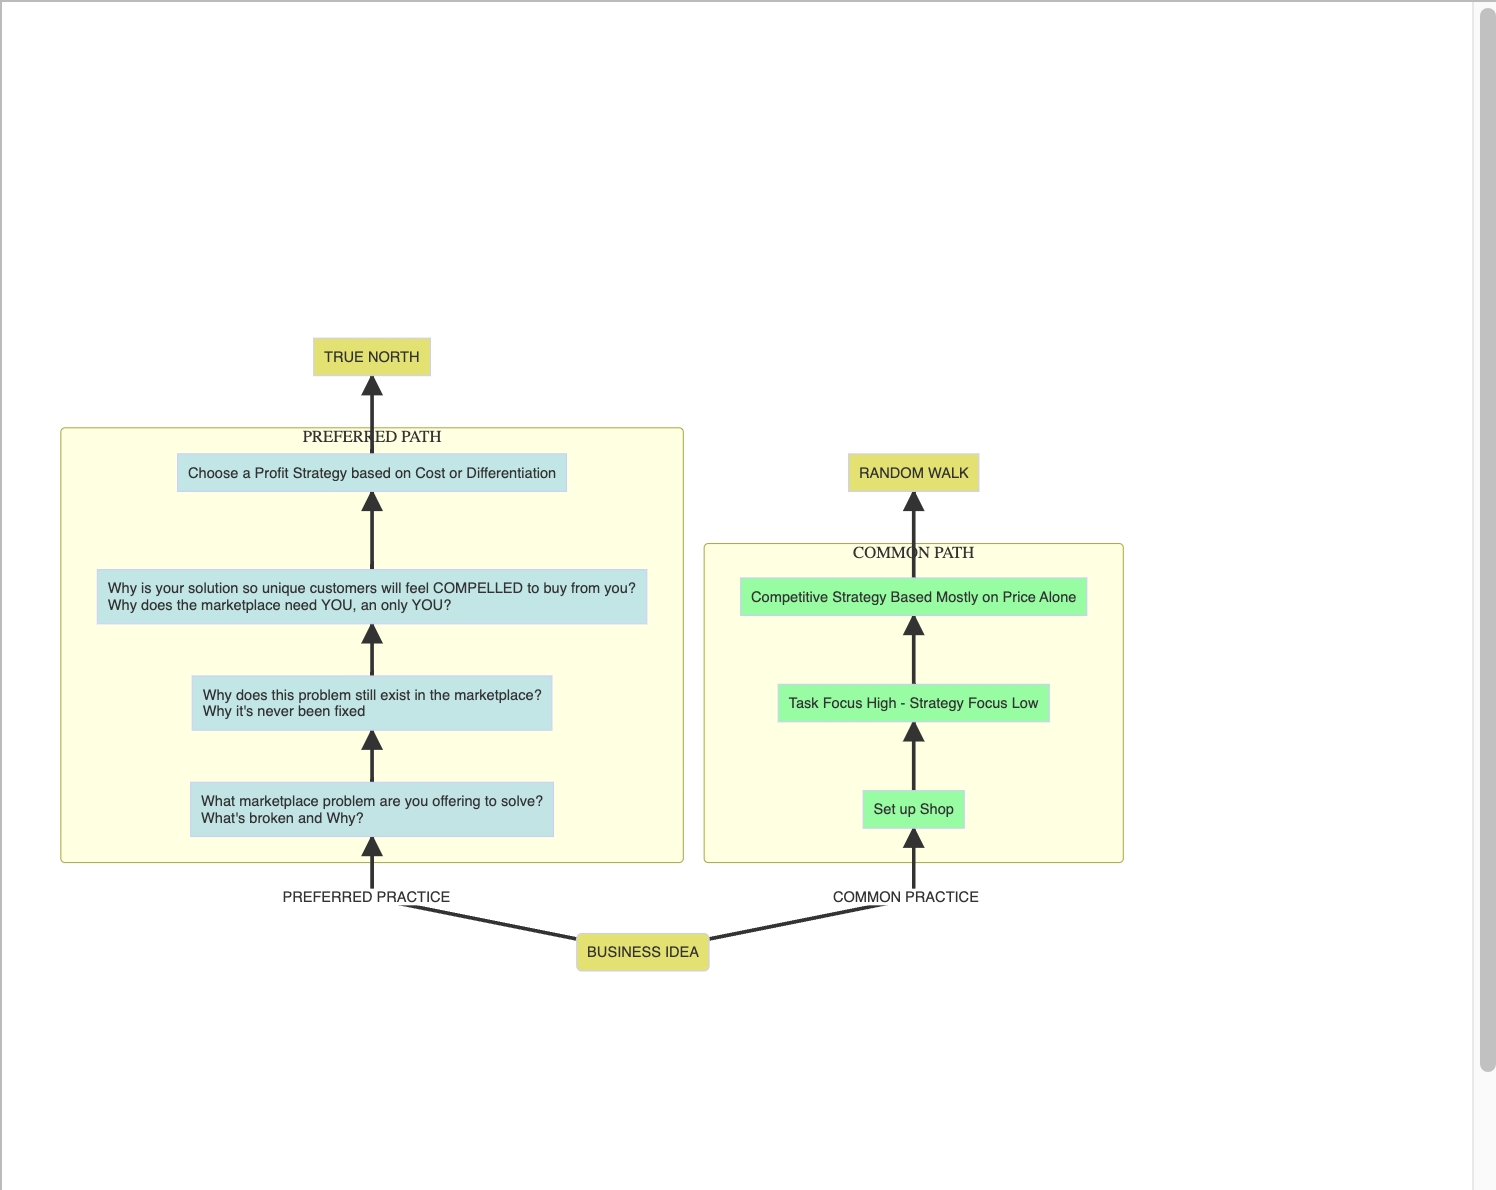 TRUE NORTH
PREFERRED PATH
Choose a Profit Strategy based on Cost or Differentiation
Why is your solution so unique customers will feel COMPELLED to buy from you?
Why does the marketplace need YOU, an only YOU?
Why does this problem still exist in the marketplace?
Why it's never been fixed
What marketplace problem are you offering to solve?
What's broken and Why?
PREFERRED PRACTICE
RANDOM WALK
COMMON PATH
Competitive Strategy Based Mostly on Price Alone
Task Focus High - Strategy Focus Low
Set up Shop
COMMON PRACTICE
BUSINESS IDEA